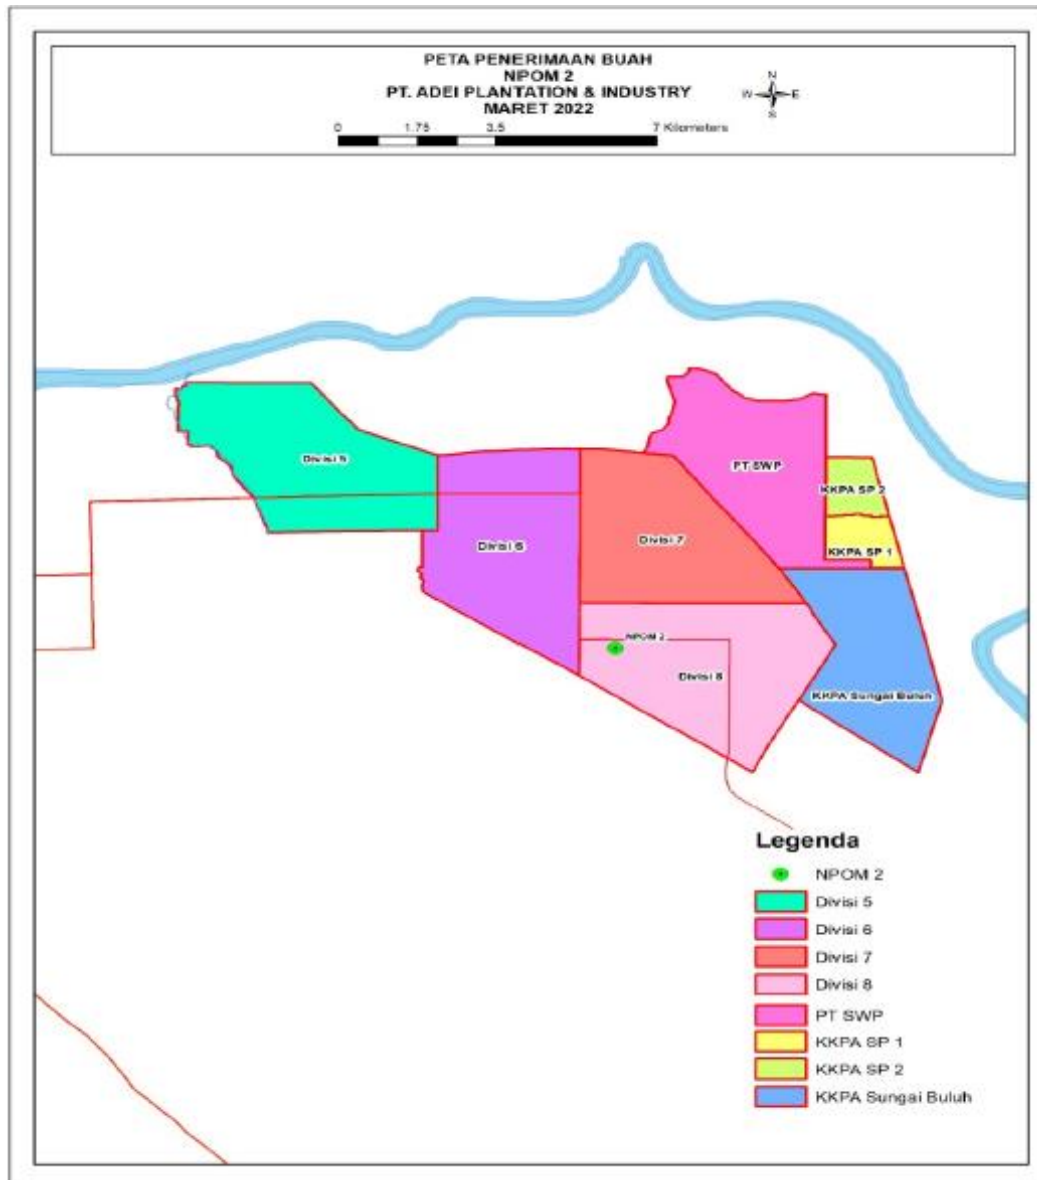 PETA PENERIMAAN BUAH
NPOM 2
PT. ADEI PLANTATION & INDUSTRY
MARET 2022
N
W E
S
0 1.75 3.5 7 Kilometers
Divisi 5
PT SWP
KKPA SP 2
Divisi 6
Divisi 7
KKPA SP 1
NPOM 2
Divisi 8
KKPA Sungai Buluh
Legenda
NPOM 2
Divisi 5
Divisi 6
Divisi 7
Divisi 8
PT SWP
KKPA SP 1
KKPA SP 2
KKPA Sungai Buluh